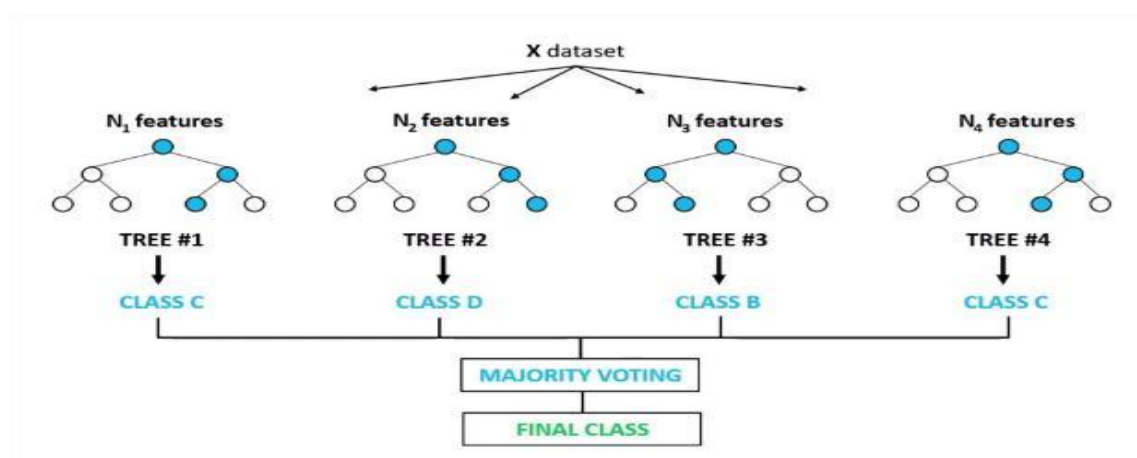 X dataset
N1 features
N2 features
N3 features
N4 features
TREE #1
TREE #2
TREE #3
TREE #4
CLASS C
CLASS D
CLASS B
CLASS C
MAJORITY VOTING
FINAL CLASS